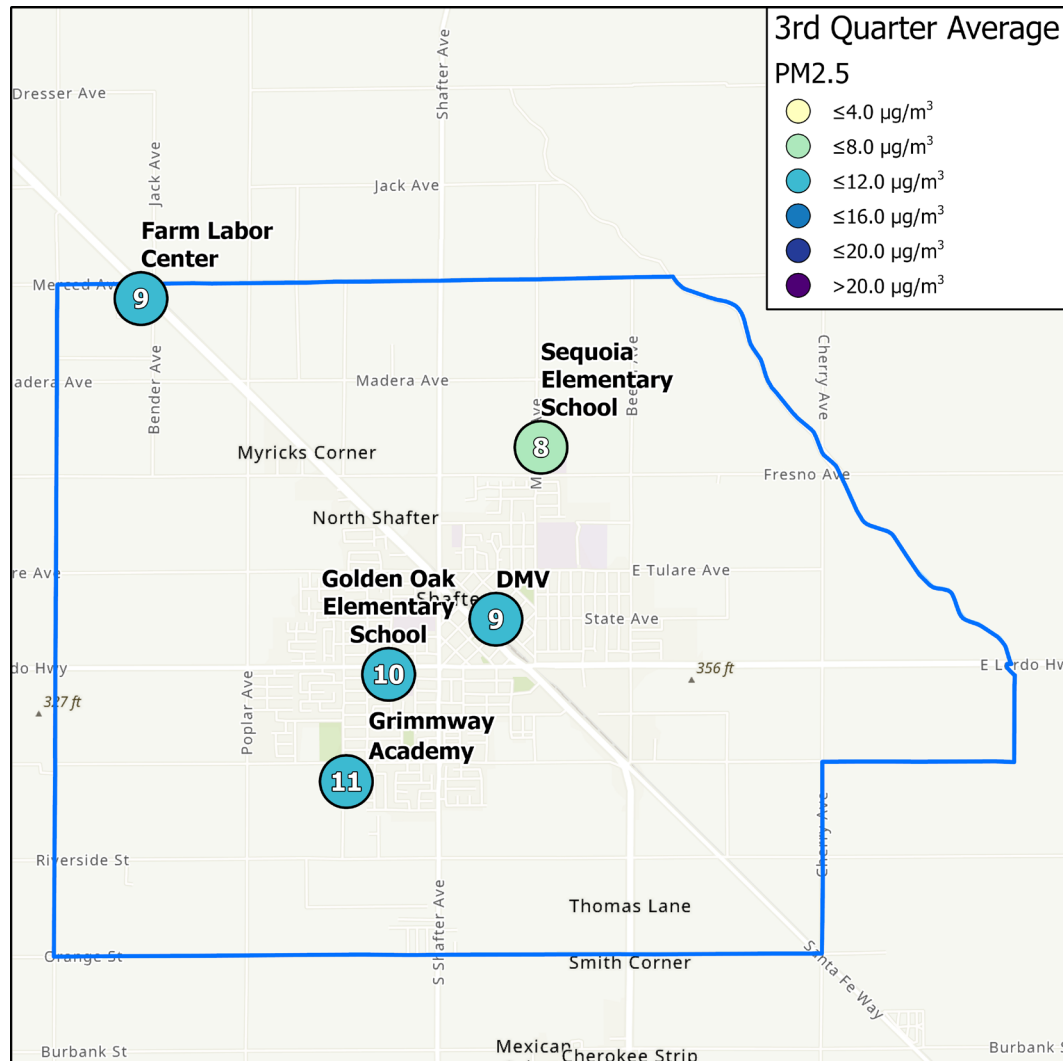 3rd Quarter Average
PM2.5
≤4.0 µg/m³
≤8.0 µg/m³
≤12.0 µg/m³
≤16.0 µg/m³
≤20.0 µg/m³
>20.0 µg/m³
Shafter Ave
Dresser Ave
Jack Ave
Jack Ave
Farm Labor
Center
Merced Av
9
Bender Ave
Cherry Ave
Sequoia
Elementary
School
8
adera Ave
Madera Ave
Myricks Corner
Fresno Ave
North Shafter
re Ave
E Tulare Ave
Golden Oak
Elementary
School
10
Shafte
DMV
9
State Ave
do Hwy
356 ft
E Lerdo Hw
327 ft
Poplar Ave
Grimmway
Academy
11
Cherry Ave
Riverside St
S Shafter Ave
Thomas Lane
Orange St
Smith Corner
Santa Fe Way
Burbank St
Mexican
Cherokee Strip
Burbank S